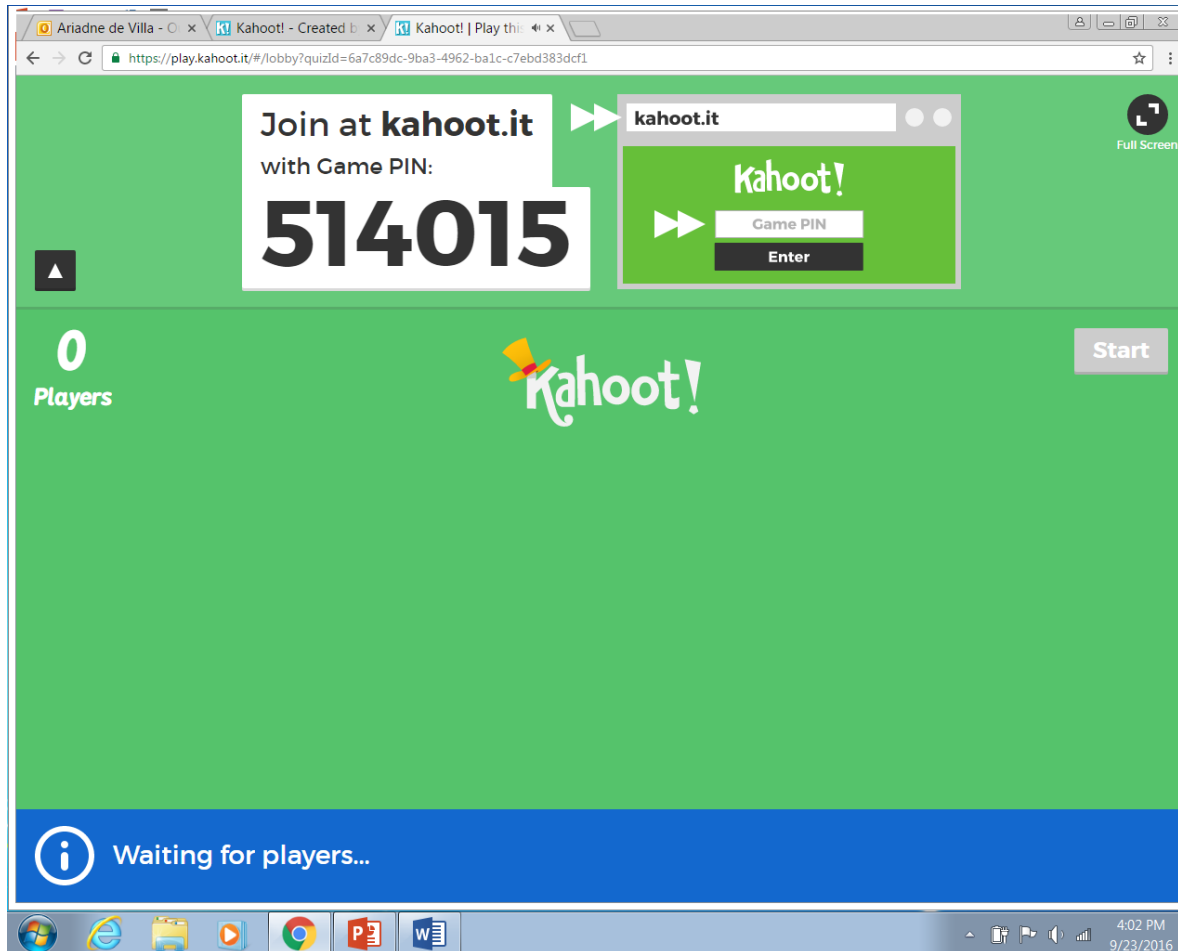 Ariadne de Villa - O
Kahoot! - Created b
Kahoot! | Play this
https://play.kahoot.it/#/lobby?quizId=6a7c89dc-9ba3-4962-ba1c-c7ebd383dcf1
Join at kahoot.it
with Game PIN:
514015
kahoot.it
Kahoot!
Game PIN
Enter
Full Screen
0
Players
Kahoot!
Start
Waiting for players...
4:02 PM
9/23/2016